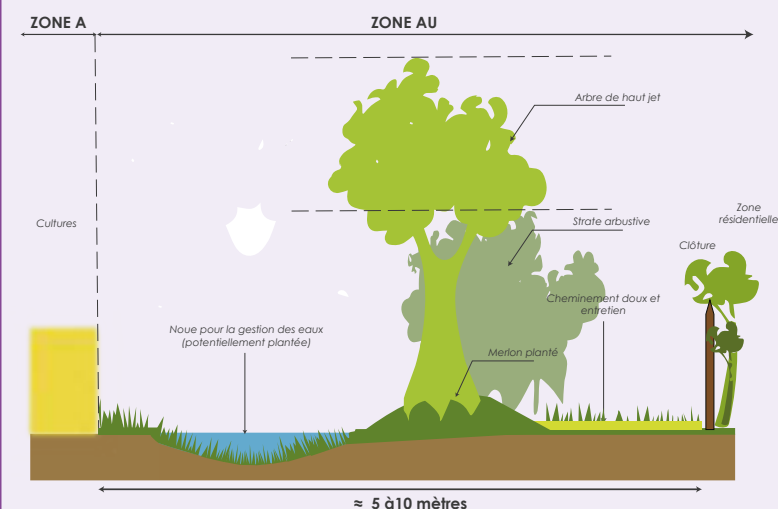 ZONE A
ZONE AU
Arbre de haut jet
Cultures
Strate arbustive
Zone
résidentielle
Clôture
Cheminement doux et
entretien
Noue pour la gestion des eaux
(potentiellement plantée)
Merlon planté
≈ 5 à10 mètres